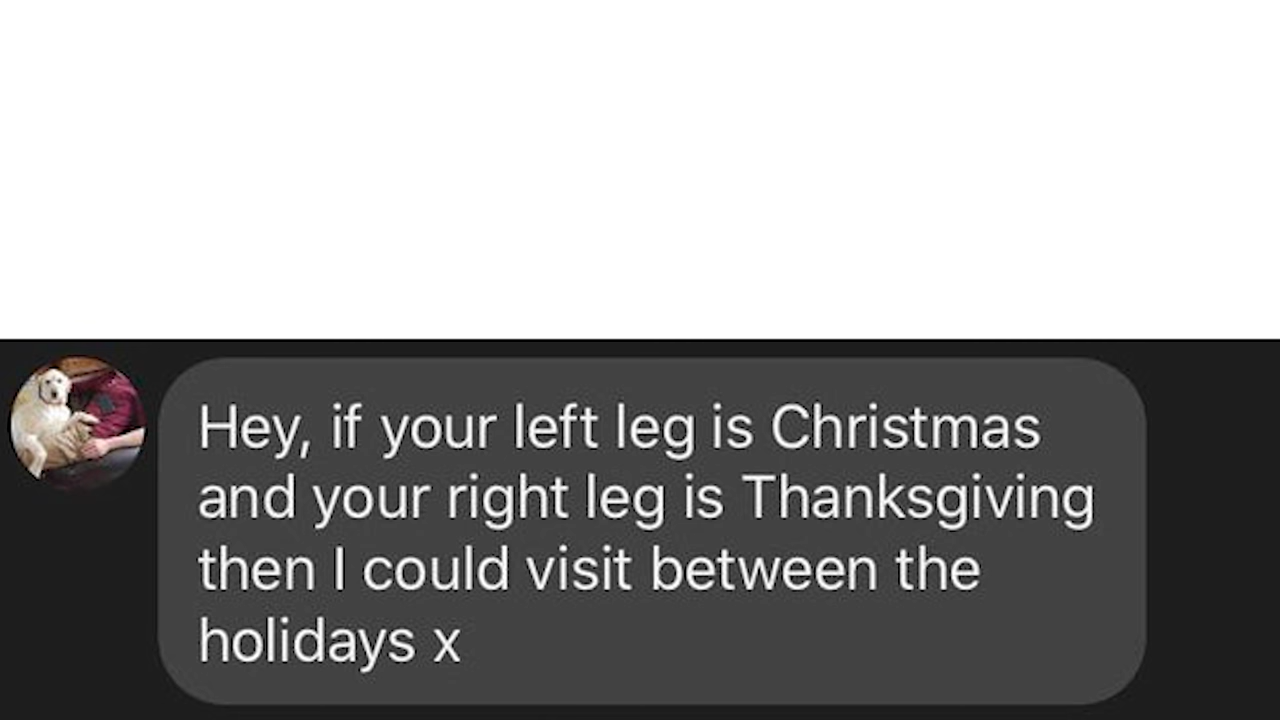 Hey, if your left leg is Christmas
and your right leg is Thanksgiving
then I could visit between the
holidays x